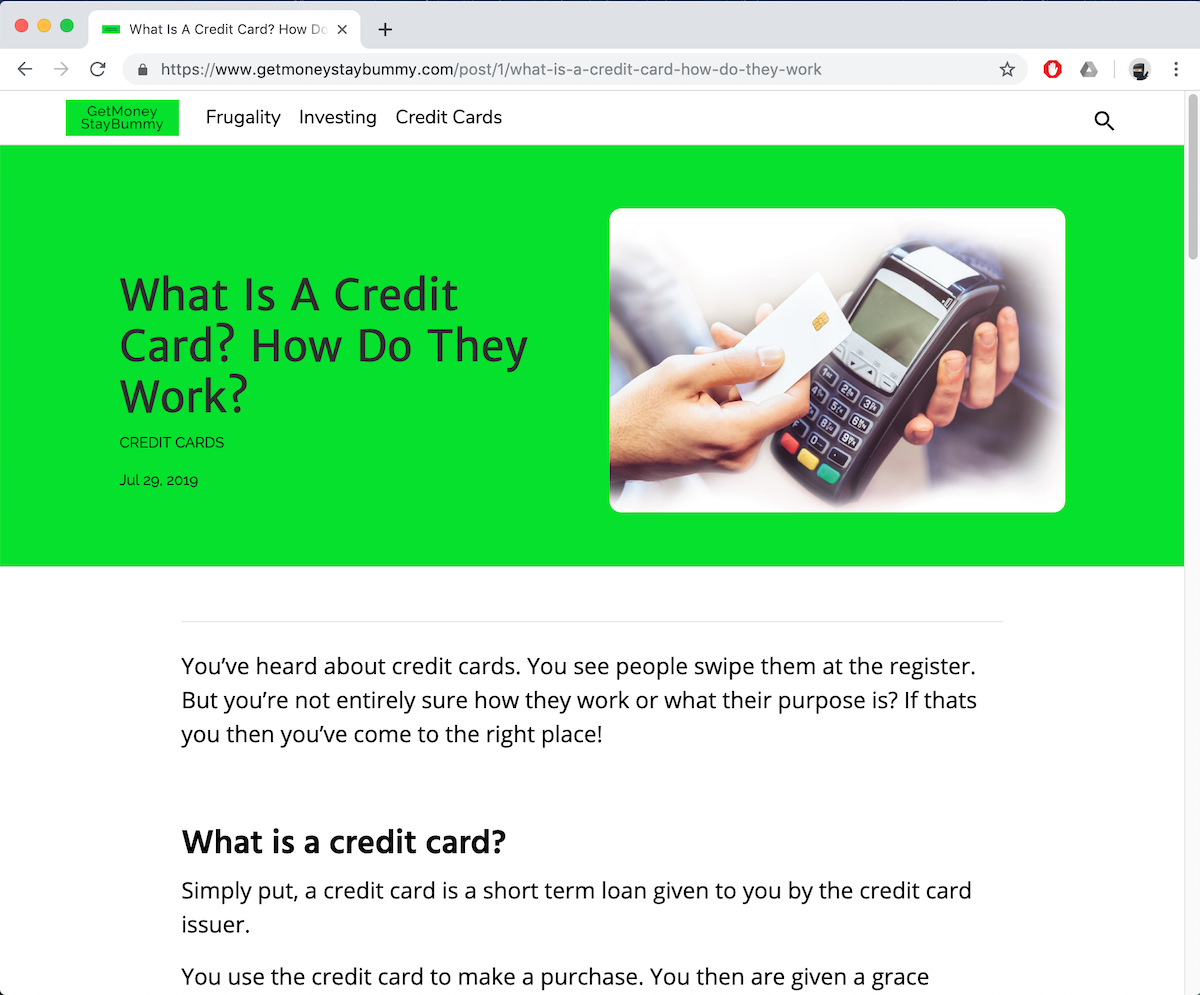 What Is A Credit Card? How Do
https://www.getmoneystaybummy.com/post/1/what-is-a-credit-card-how-do-they-work
GetMoney
StayBummy
Frugality Investing Credit Cards
What Is A Credit
Card? How Do They
Work?
CREDIT CARDS
Jul 29, 2019
You’ve heard about credit cards. You see people swipe them at the register.
But you’re not entirely sure how they work or what their purpose is? If thats
you then you’ve come to the right place!
What is a credit card?
Simply put, a credit card is a short term loan given to you by the credit card
issuer.
You use the credit card to make a purchase. You then are given a grace